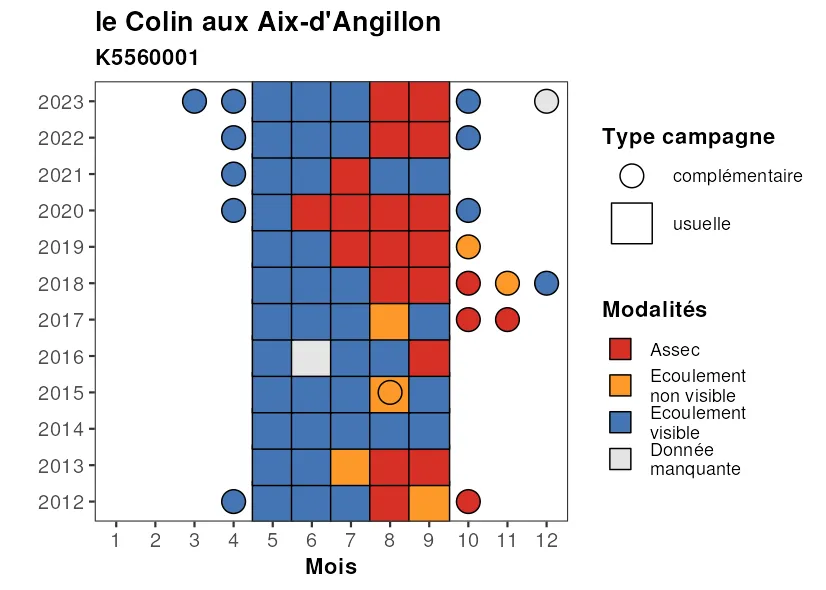 le Colin aux Aix-d'Angillon
K5560001
2023
2022
2021
2020
2019
2018
2017
2016
2015
2014
2013
2012
1 2 3 4 5 6 7 8 9 10 11 12
Mois
Type campagne
complémentaire
usuelle
Modalités
Assec
Ecoulement
non visible
Ecoulement
visible
Donnée
manquante